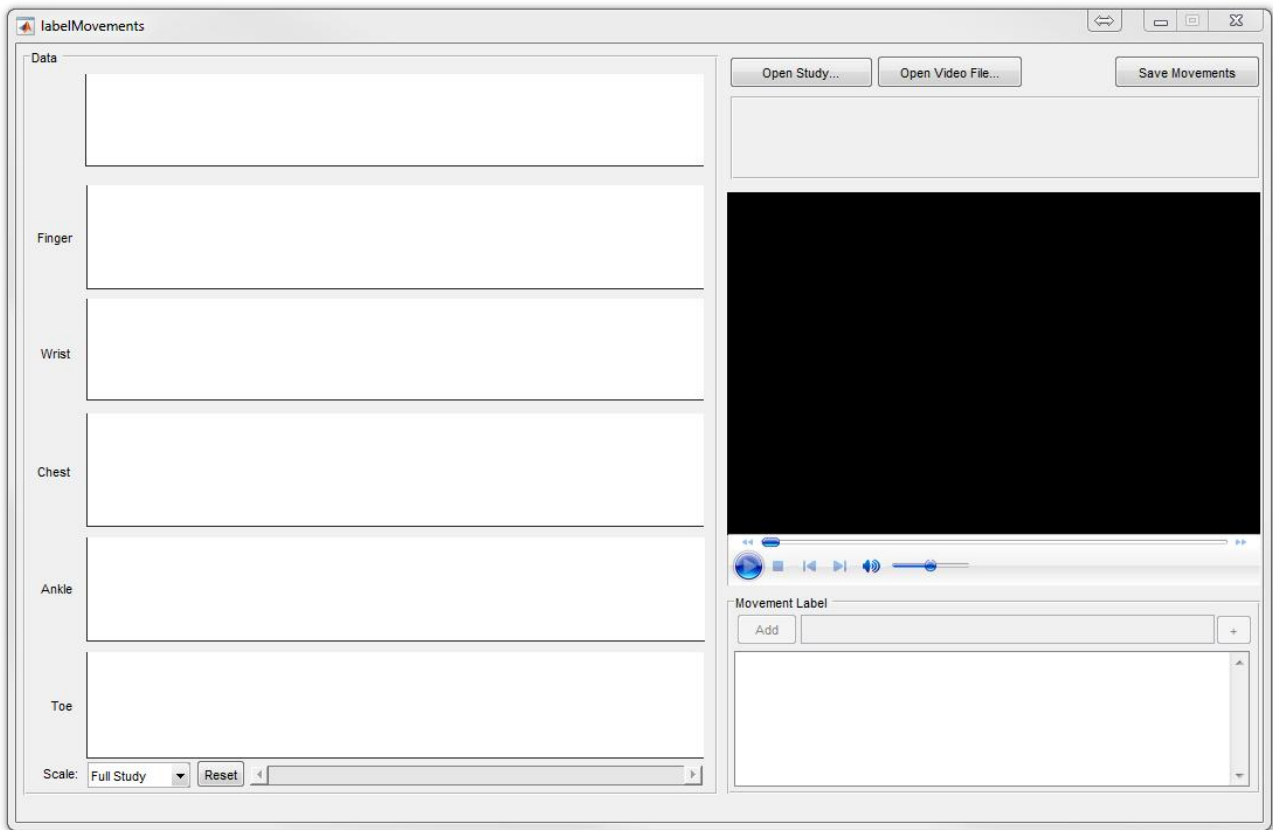 labelMovements
Data
Open Study...
Open Video File...
Save Movements
Finger
Wrist
Chest
Ankle
Toe
Scale:
Full Study
Reset
Movement Label
Add
+